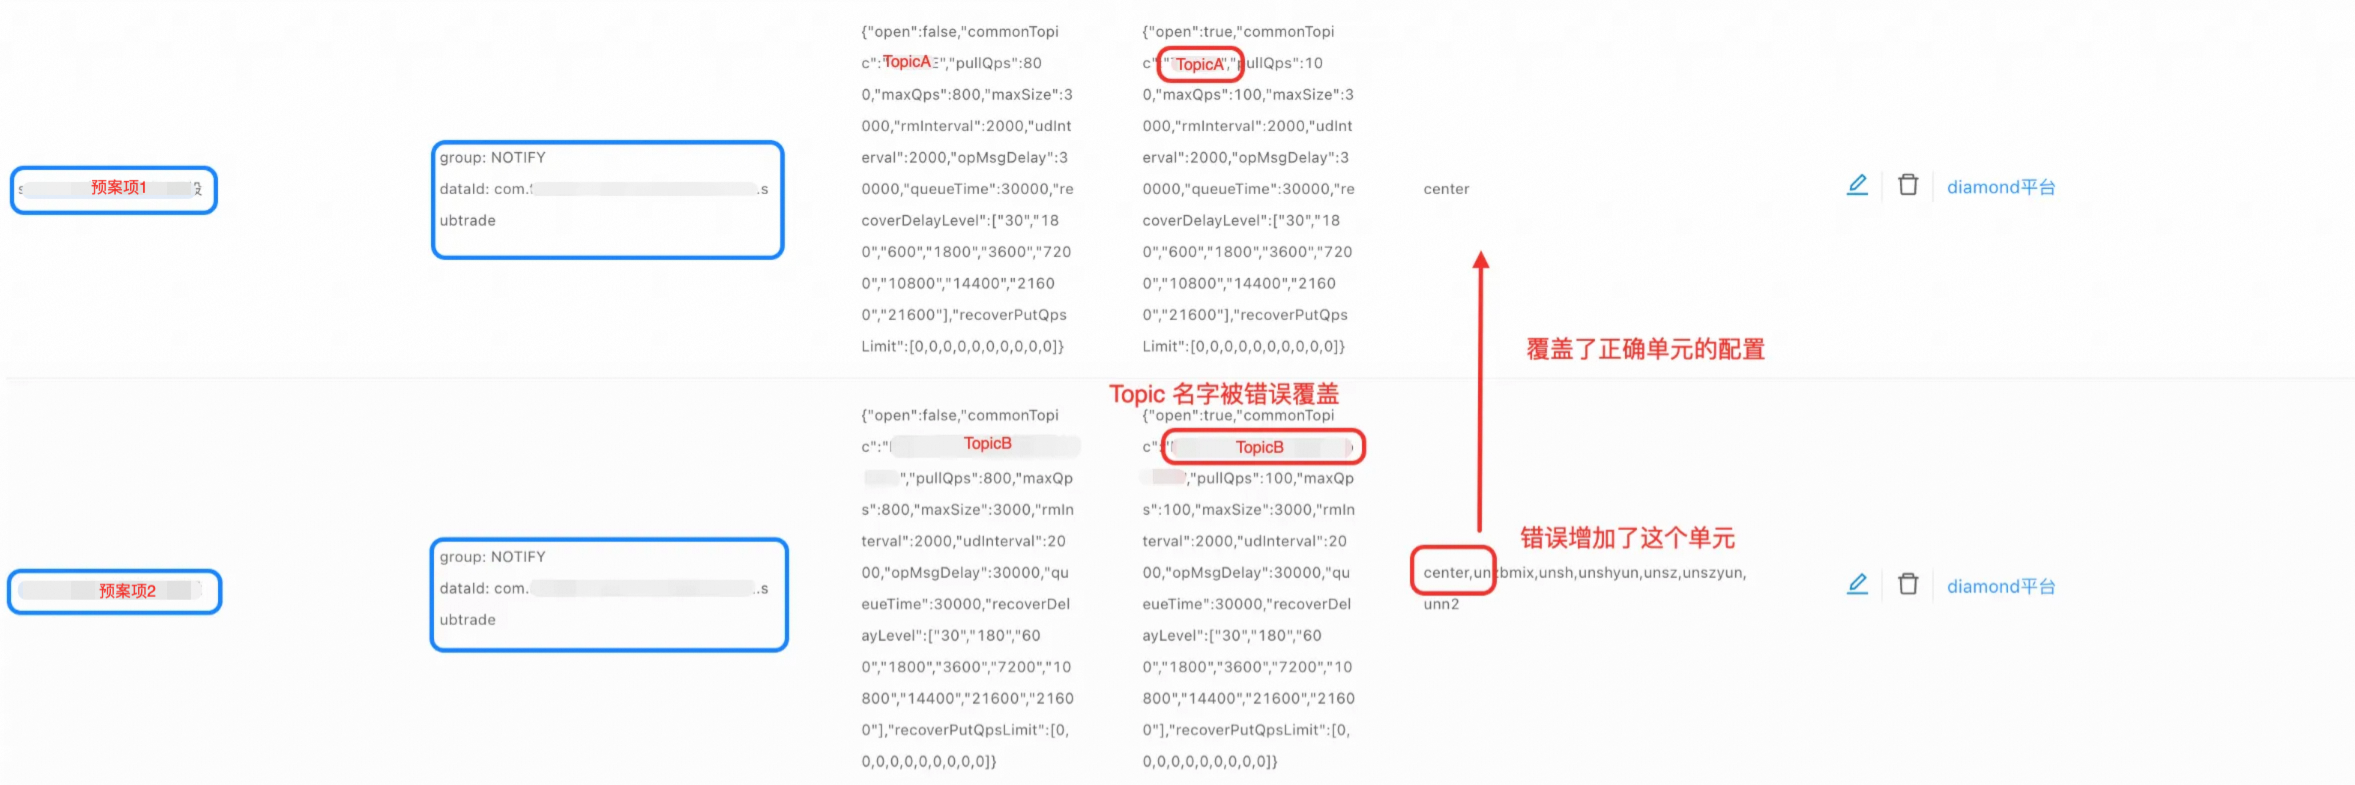 预案项1
group: NOTIFY
dataId: com.
.s
ubtrade
{"open":false,"commonTopi
c":"TopicA","pullQps":80
0,"maxQps":800,"maxSize":3
000,"rmInterval":2000,"udInt
erval":2000,"opMsgDelay":3
0000,"queueTime":30000,"re
coverDelayLevel":["30","18
0","600","1800","3600","720
0","10800","14400","2160
0","21600"],"recoverPutQps
Limit":[0,0,0,0,0,0,0,0,0,0]}
{"open":true,"commonTopi
c":"TopicA","pullQps":10
0,"maxQps":100,"maxSize":3
000,"rmInterval":2000,"udInt
erval":2000,"opMsgDelay":3
0000,"queueTime":30000,"re
coverDelayLevel":["30","18
0","600","1800","3600","720
0","10800","14400","2160
0","21600"],"recoverPutQps
Limit":[0,0,0,0,0,0,0,0,0,0]}
center
diamond平台
覆盖了正确单元的配置
Topic 名字被错误覆盖
预案项2
group: NOTIFY
dataId: com.
.s
ubtrade
{"open":false,"commonTopi
c":"TopicB
","pullQps":800,"maxQp
s":800,"maxSize":3000,"rmIn
terval":2000,"udInterval":20
00,"opMsgDelay":30000,"qu
eueTime":30000,"recoverDel
ayLevel":["30","180","60
0","1800","3600","7200","10
800","14400","21600","2160
0"],"recoverPutQpsLimit":[0,
0,0,0,0,0,0,0,0,0]}
{"open":true,"commonTopi
c":"TopicB
","pullQps":100,"maxQp
s":100,"maxSize":3000,"rmIn
terval":2000,"udInterval":20
00,"opMsgDelay":30000,"qu
eueTime":30000,"recoverDel
ayLevel":["30","180","60
0","1800","3600","7200","10
800","14400","21600","2160
0"],"recoverPutQpsLimit":[0,
0,0,0,0,0,0,0,0,0]}
错误增加了这个单元
center,unsh,unshyun,unsz,unszyun,
unn2
diamond平台